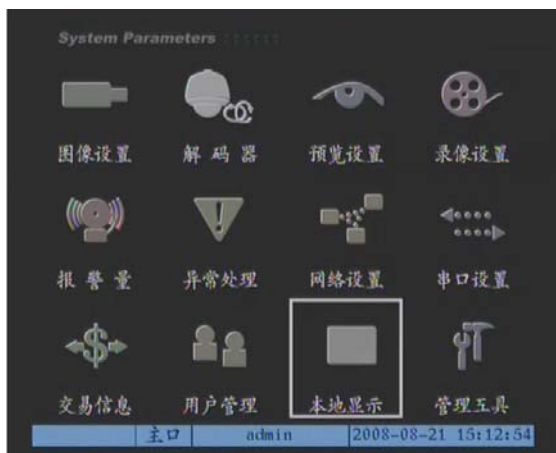 System Parameters ::::::
图像设置 解码器 预览设置 录像设置
报警量 异常处理 网络设置 串口设置
交易信息 用户管理 本地显示 管理工具
主口 admin 2008-08-21 15:12:54